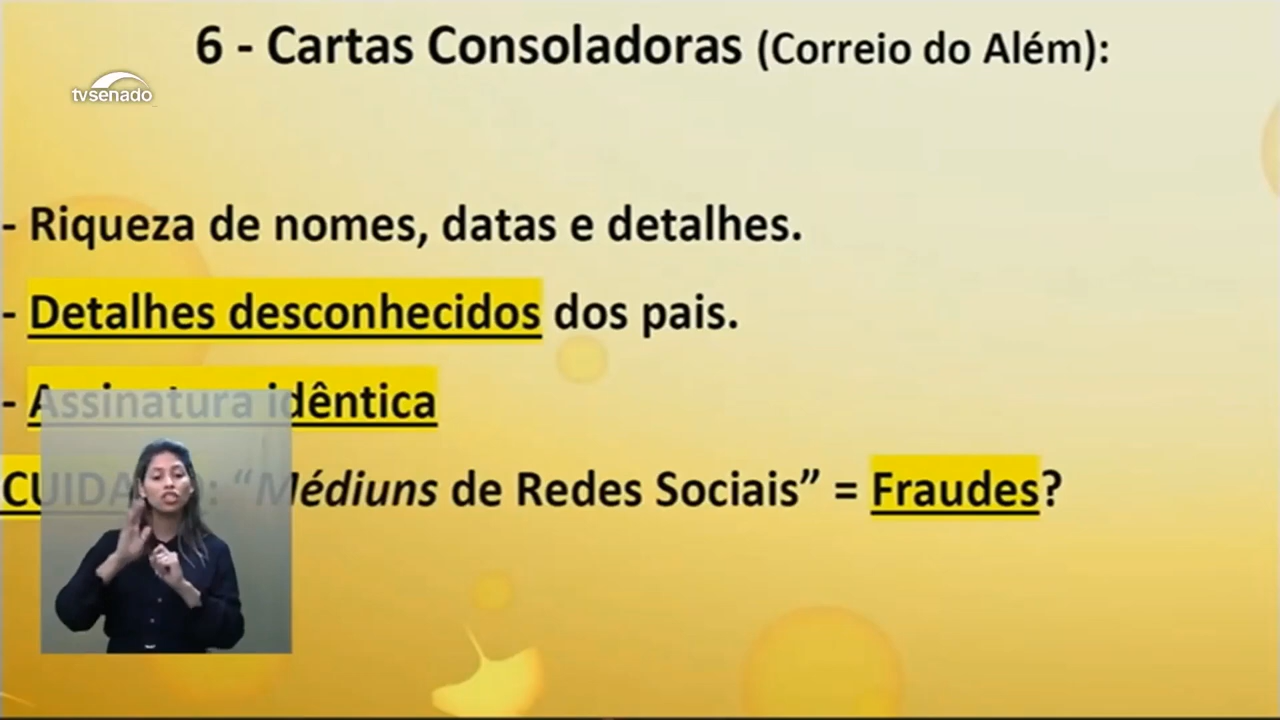 6 - Cartas Consoladoras (Correio do Além):
tvsenado
- Riqueza de nomes, datas e detalhes.
- Detalhes desconhecidos dos pais.
- Assinatura idêntica
CUIDADO: “Médiuns de Redes Sociais” = Fraudes?